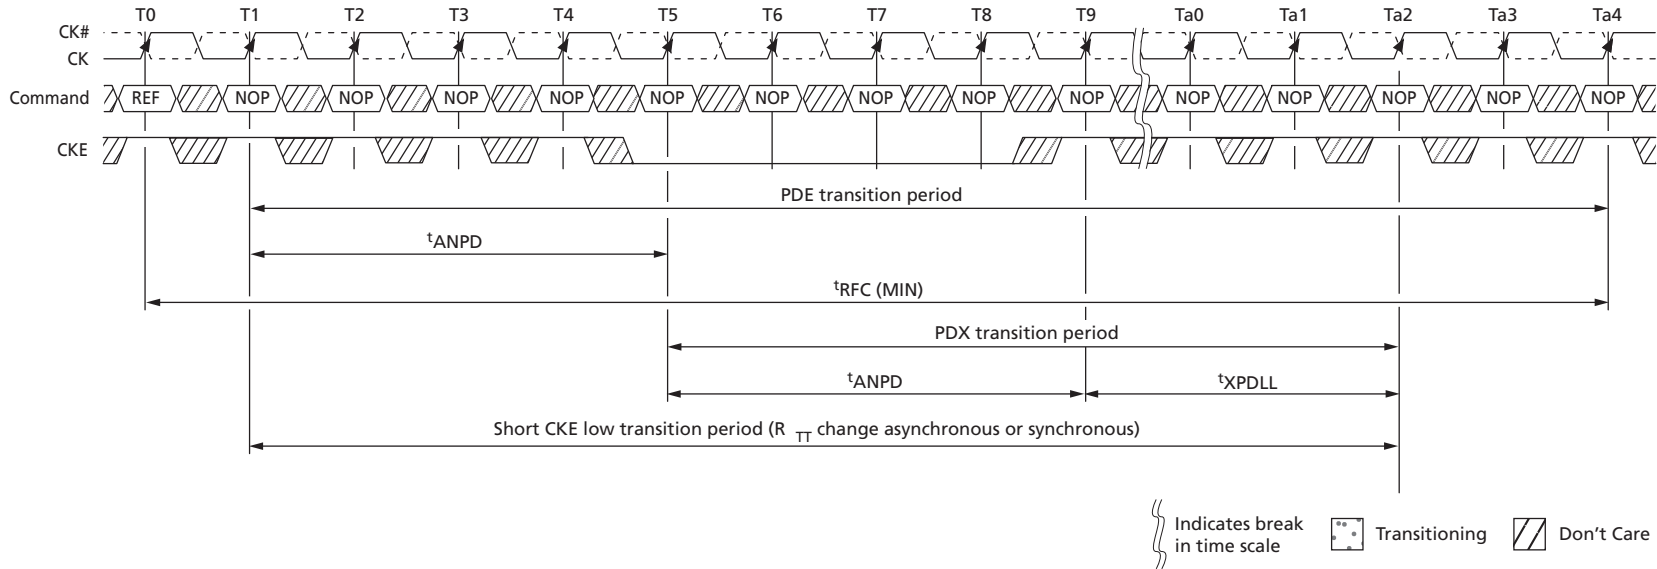 T0 T1 T2 T3 T4 T5 T6 T7 T8 T9 Ta0 Ta1 Ta2 Ta3 Ta4
CK#
CK
Command REF NOP NOP NOP NOP NOP NOP NOP NOP NOP NOP NOP NOP NOP NOP
CKE
PDE transition period
tANPD
tRFC (MIN)
PDX transition period
tANPD tXPDLL
Short CKE low transition period (R TT change asynchronous or synchronous)
Indicates break
in time scale
Transitioning
Don't Care